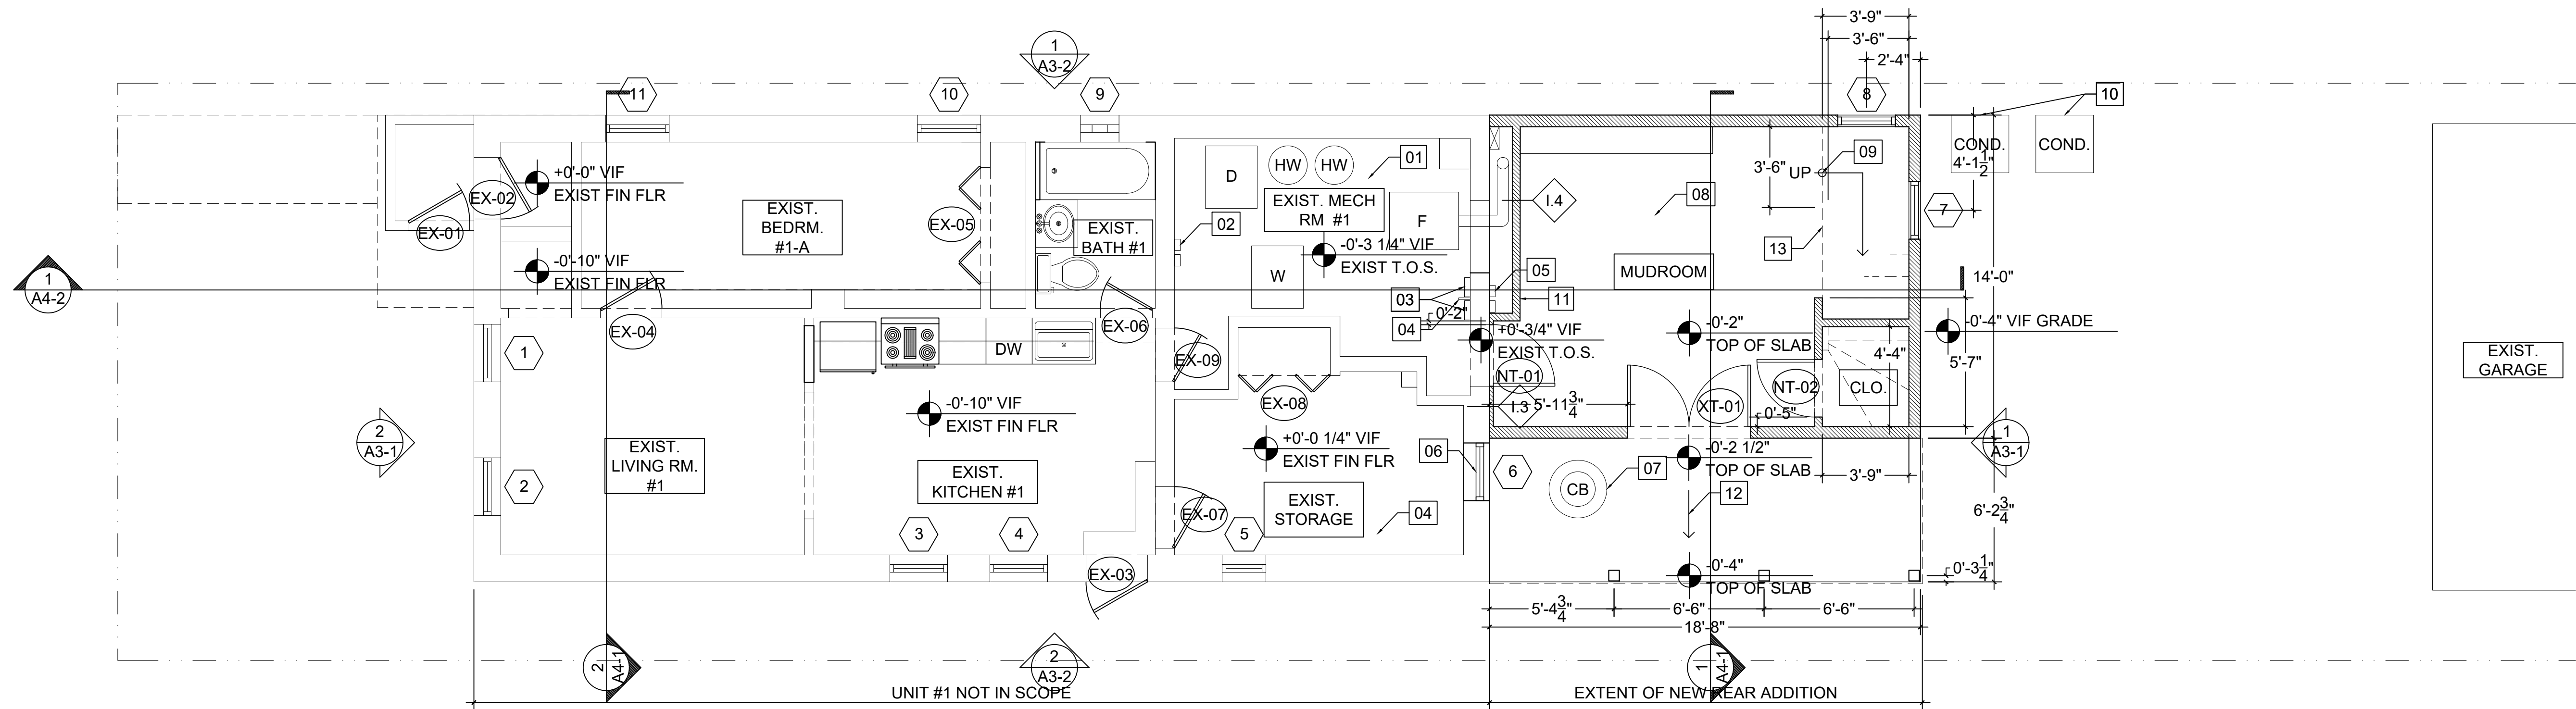 3'-9"
3'-6"
2'-4"
1
A3-2
11
10
9
8
10
COND.
COND.
4'-1 1/2"
+0'-0" VIF
EXIST FIN FLR
EX-02
EX-01
-0'-10" VIF
EXIST FIN FLR
EXIST.
BEDRM.
#1-A
EX-05
EXIST.
BATH #1
D
HW
HW
01
EXIST. MECH
RM #1
02
F
-0'-3 1/4" VIF
EXIST T.O.S.
W
I.4
08
3'-6"
UP
09
13
7
MUDROOM
05
03
11
04
0'-2"
14'-0"
1
A4-2
EX-04
EX-06
1
DW
EX-09
+0'-3/4" VIF
EXIST T.O.S.
NT-01
-0'-2"
TOP OF SLAB
-0'-4" VIF GRADE
4'-4"
5'-7"
NT-02
CLO.
EXIST.
GARAGE
EX-08
I.3
5'-11 3/4"
XT-01
0'-5"
-0'-10" VIF
EXIST FIN FLR
2
A3-1
1
A3-1
+0'-0 1/4" VIF
EXIST FIN FLR
06
6
-0'-2 1/2"
TOP OF SLAB
3'-9"
EXIST.
LIVING RM.
#1
2
EXIST.
KITCHEN #1
EXIST.
STORAGE
EX-07
04
CB
07
12
6'-2 3/4"
3
4
5
EX-03
-0'-4"
TOP OF SLAB
0'-3 1/4"
5'-4 3/4"
6'-6"
6'-6"
18'-8"
2
A4-1
2
A3-2
1
A4-1
UNIT #1 NOT IN SCOPE
EXTENT OF NEW REAR ADDITION